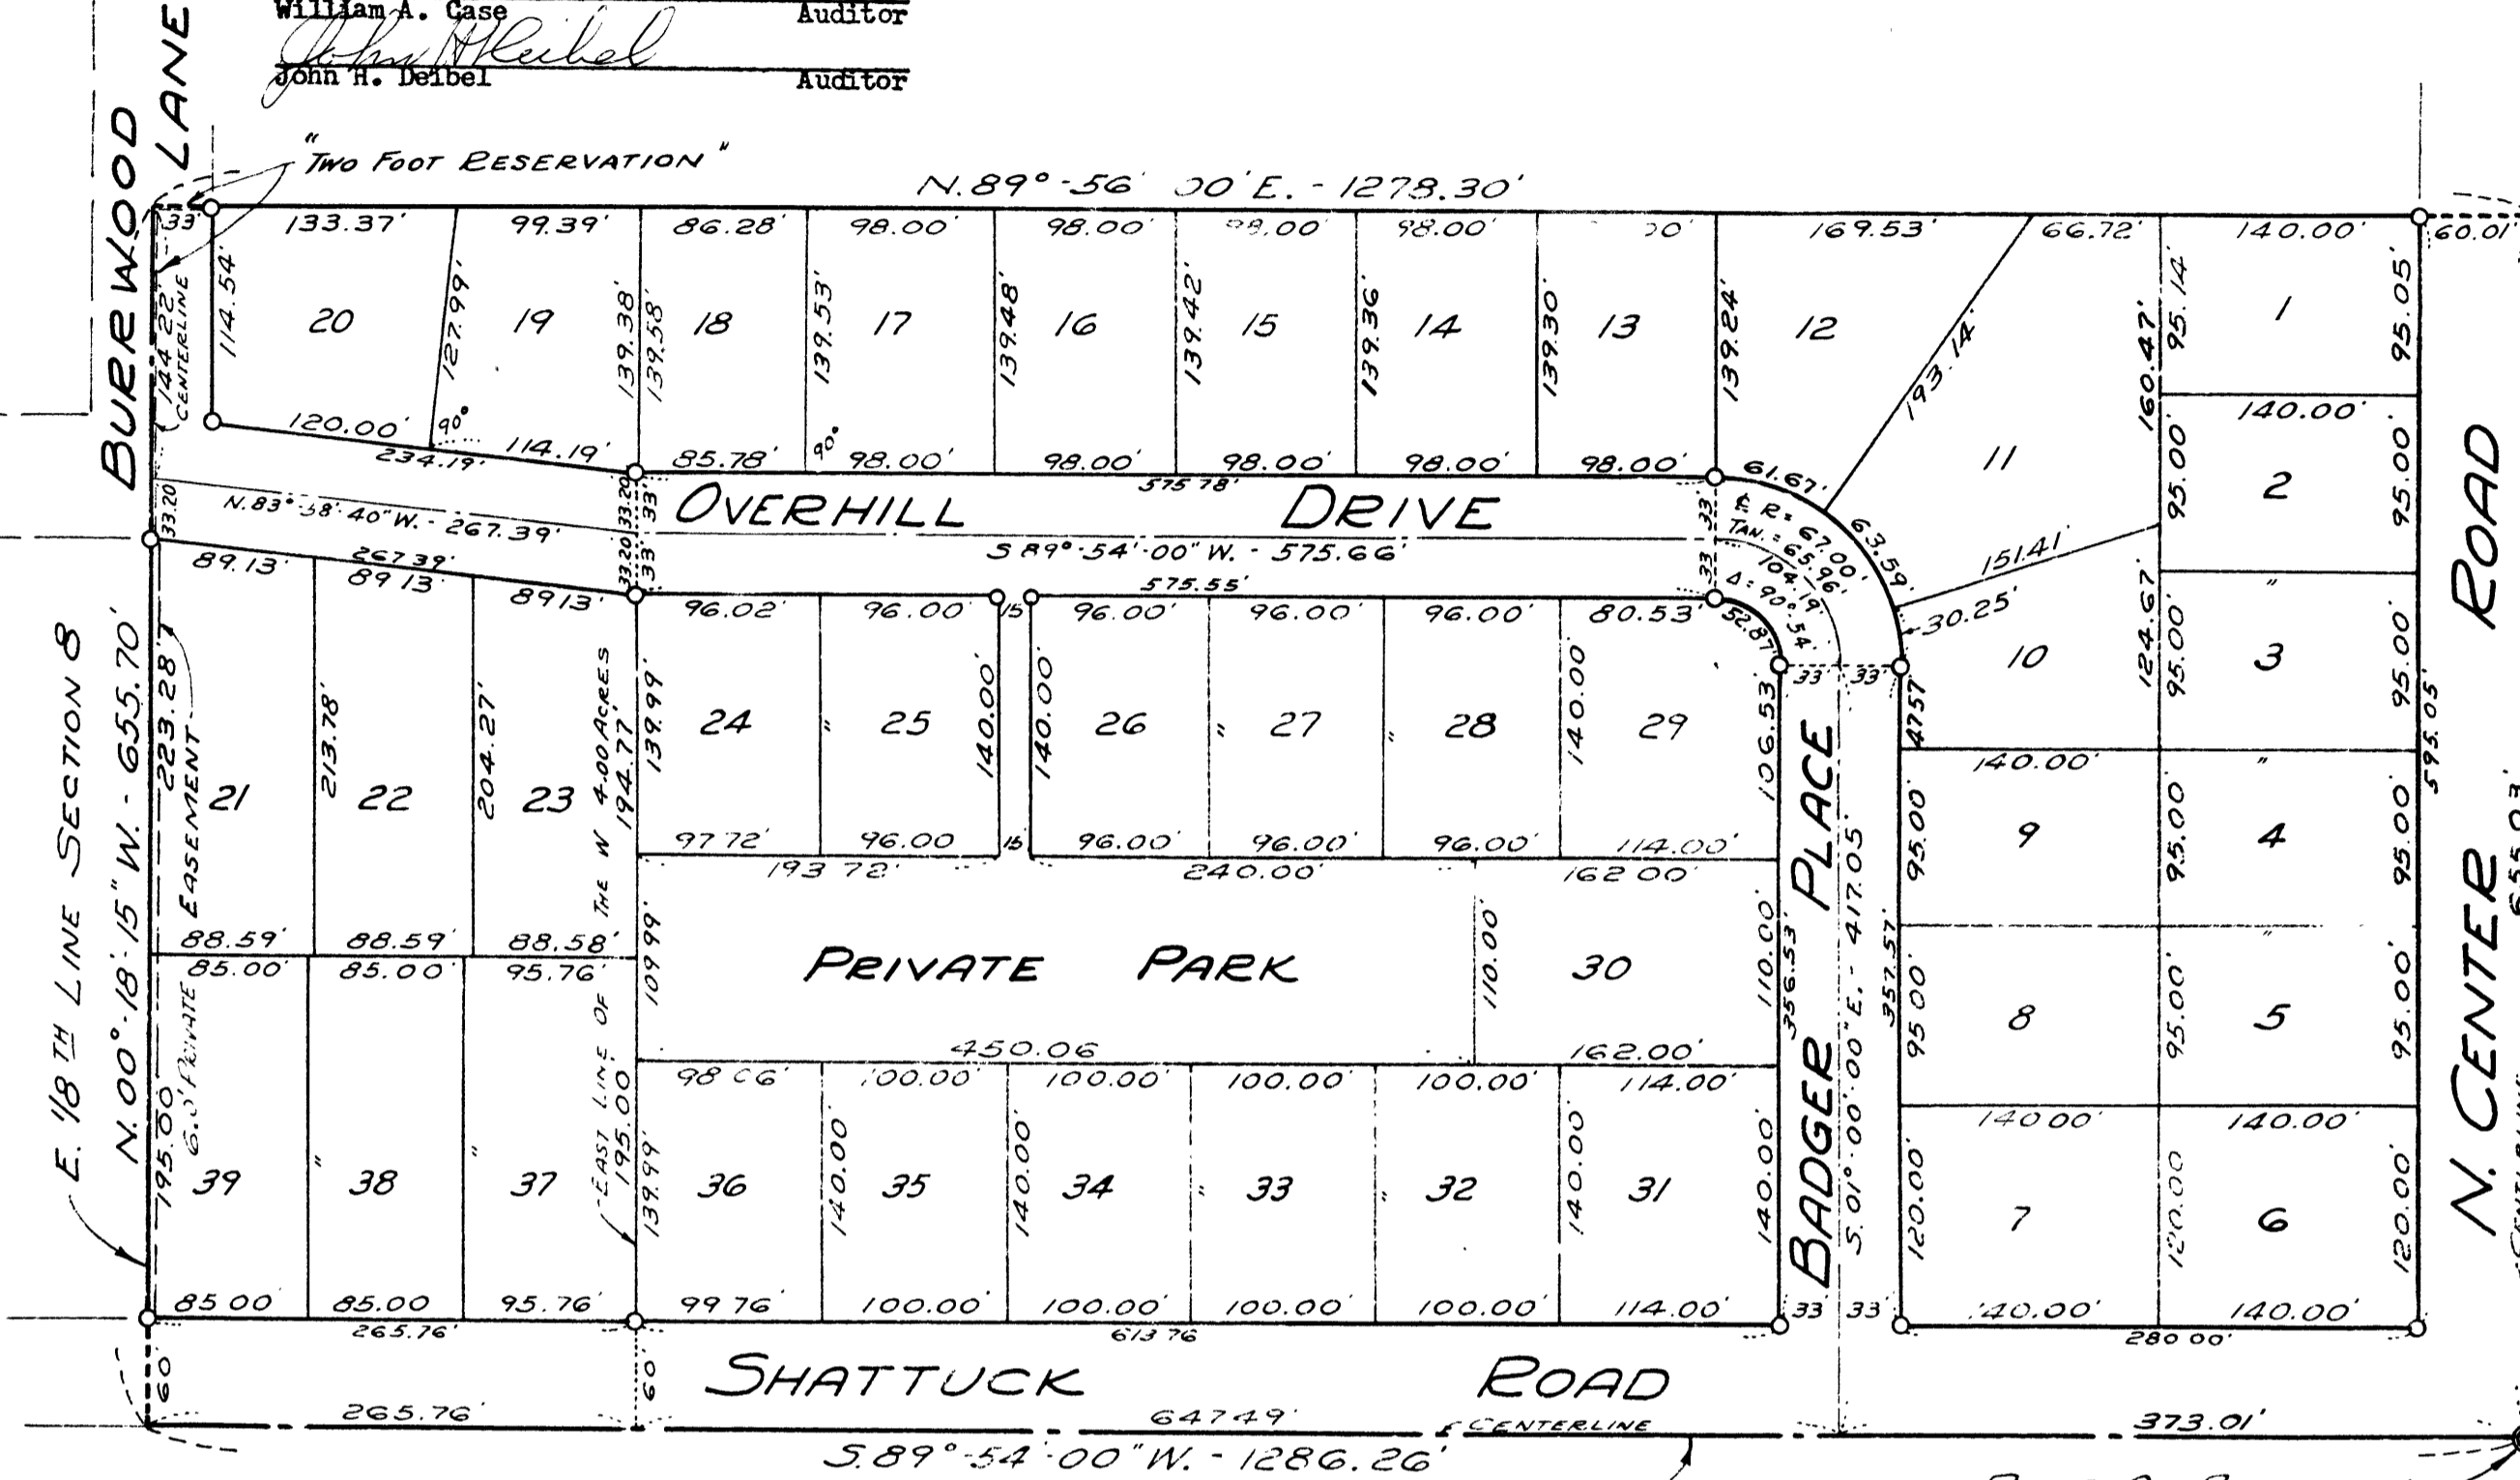 William A. Case Auditor
John H. Deibel
John H. Deibel Auditor
BURRWOOD LANE
"TWO FOOT RESERVATION"
N. 89° - 56' 00" E. - 1278.30'
33' 133.37' 99.39' 86.28' 98.00' 98.00' 98.00' 98.00' 169.53' 66.72' 140.00' 60.01'
144.22' CENTERLINE
114.54' 127.99' 139.38' 139.58' 139.53' 139.48' 139.42' 139.36' 139.30' 139.24' 193.14' 160.47' 95.14' 95.05'
20 19 18 17 16 15 14 13 12 11 1
120.00' 90° 114.19' 85.78' 90° 98.00' 98.00' 98.00' 98.00' 98.00' 61.67' 140.00'
234.19' 575.78'
95.00' 2 95.00'
33.20 N. 83° - 58' - 40" W. - 267.39' 33.20 33'
OVERHILL DRIVE
33' ℄ R = 67.00' 63.59'
TAN. = 65.96'
104.19'
Δ = 90° 54'
S 89° - 54' - 00" W. - 575.66'
151.41
267.39' 33.20 33' 575.55' 33'
89.13' 89 13' 8913' 96.02' 96.00' 15' 96.00' 96.00' 96.00' 80.53' 52.87' 30.25' "
10 124.67' 95.00' 3 95.00'
33' 33'
E. 1/8 TH LINE SECTION 8
N. 00° - 18' - 15" W. - 655.70'
223.28' 213.78' 204.27' 194.77' 139.99' 140.00' 140.00' 140.00' 106.53' 4757' 595.05'
21 22 23 24 " 25 26 " 27 " 28 29
6.0' PRIVATE EASEMENT
EAST LINE OF THE W 4.00 ACRES
140.00' "
97 72' 96.00 15' 96.00' 96.00' 96.00' 114.00' 95.00' 9 95.00' 4 95.00'
193 72' 240.00' 162 00'
88.59' 88.59' 88.58' "
85.00' 85.00' 95.76' 109 99' PRIVATE PARK 110.00' 30 110.00' 356.53' BADGER PLACE S. 01° - 00' - 00" E. - 417.05' 357.57'
95 00' 8 95.00' 5 95.00'
450.06 162.00'
98 06' 100.00' 100.00' 100.00' 114.00'
140 00' 140.00'
195.00 195.00 139.99' 140.00' 140.00' 140.00' 140.00' 120.00' 120.00 120.00'
39 " 38 " 37 36 35 34 " 33 " 32 31 7 6
85 00' 85.00 95.76' 99 76' 100.00' 100.00' 100.00' 100.00' 114.00' 33' 33' 140.00'
265.76' 613 76 280 00'
60' 60' SHATTUCK ROAD
265.76' 64749' CENTERLINE 373.01'
S. 89° - 54' - 00" W. - 1286.26'
N. CENTER ROAD